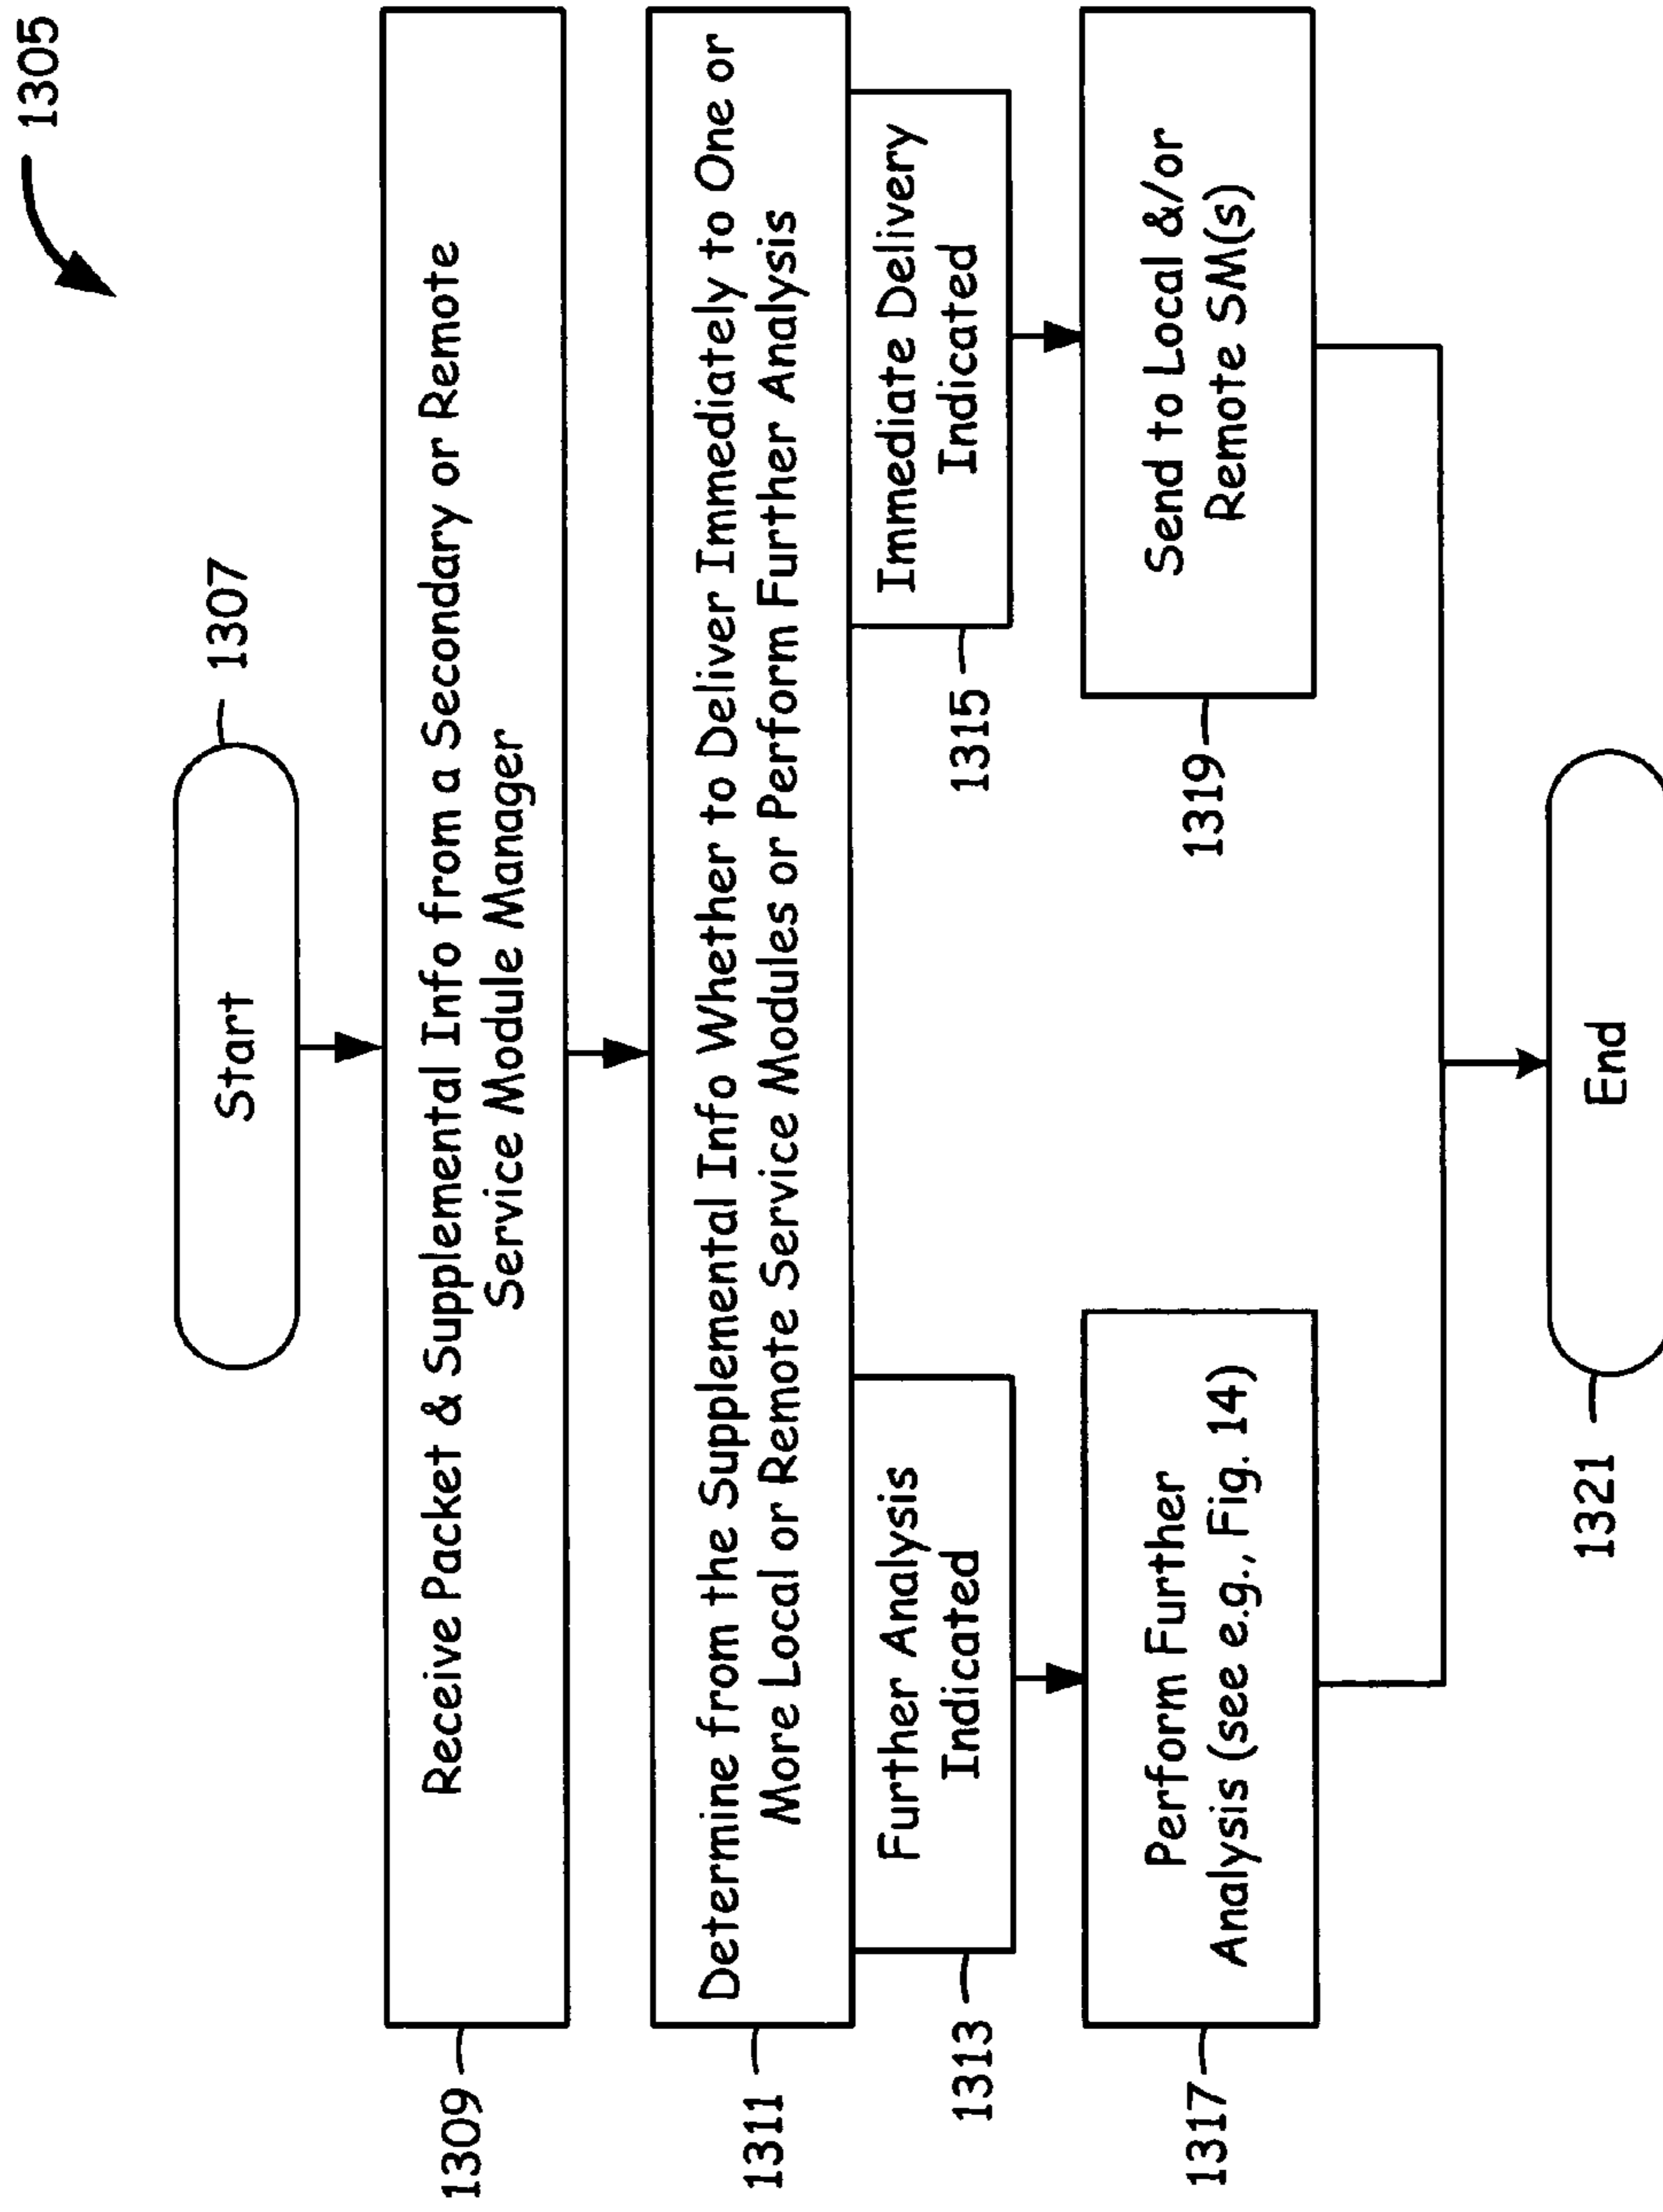 1305
Start
1307
Receive Packet & Supplemental Info from a Secondary or Remote
Service Module Manager
1309
Determine from the Supplemental Info Whether to Deliver Immediately to One or
More Local or Remote Service Modules or Perform Further Analysis
1311
Further Analysis
Indicated
1313
Immediate Delivery
Indicated
1315
Perform Further
Analysis (see e.g., Fig. 14)
1317
Send to Local &/or
Remote SM(s)
1319
End
1321